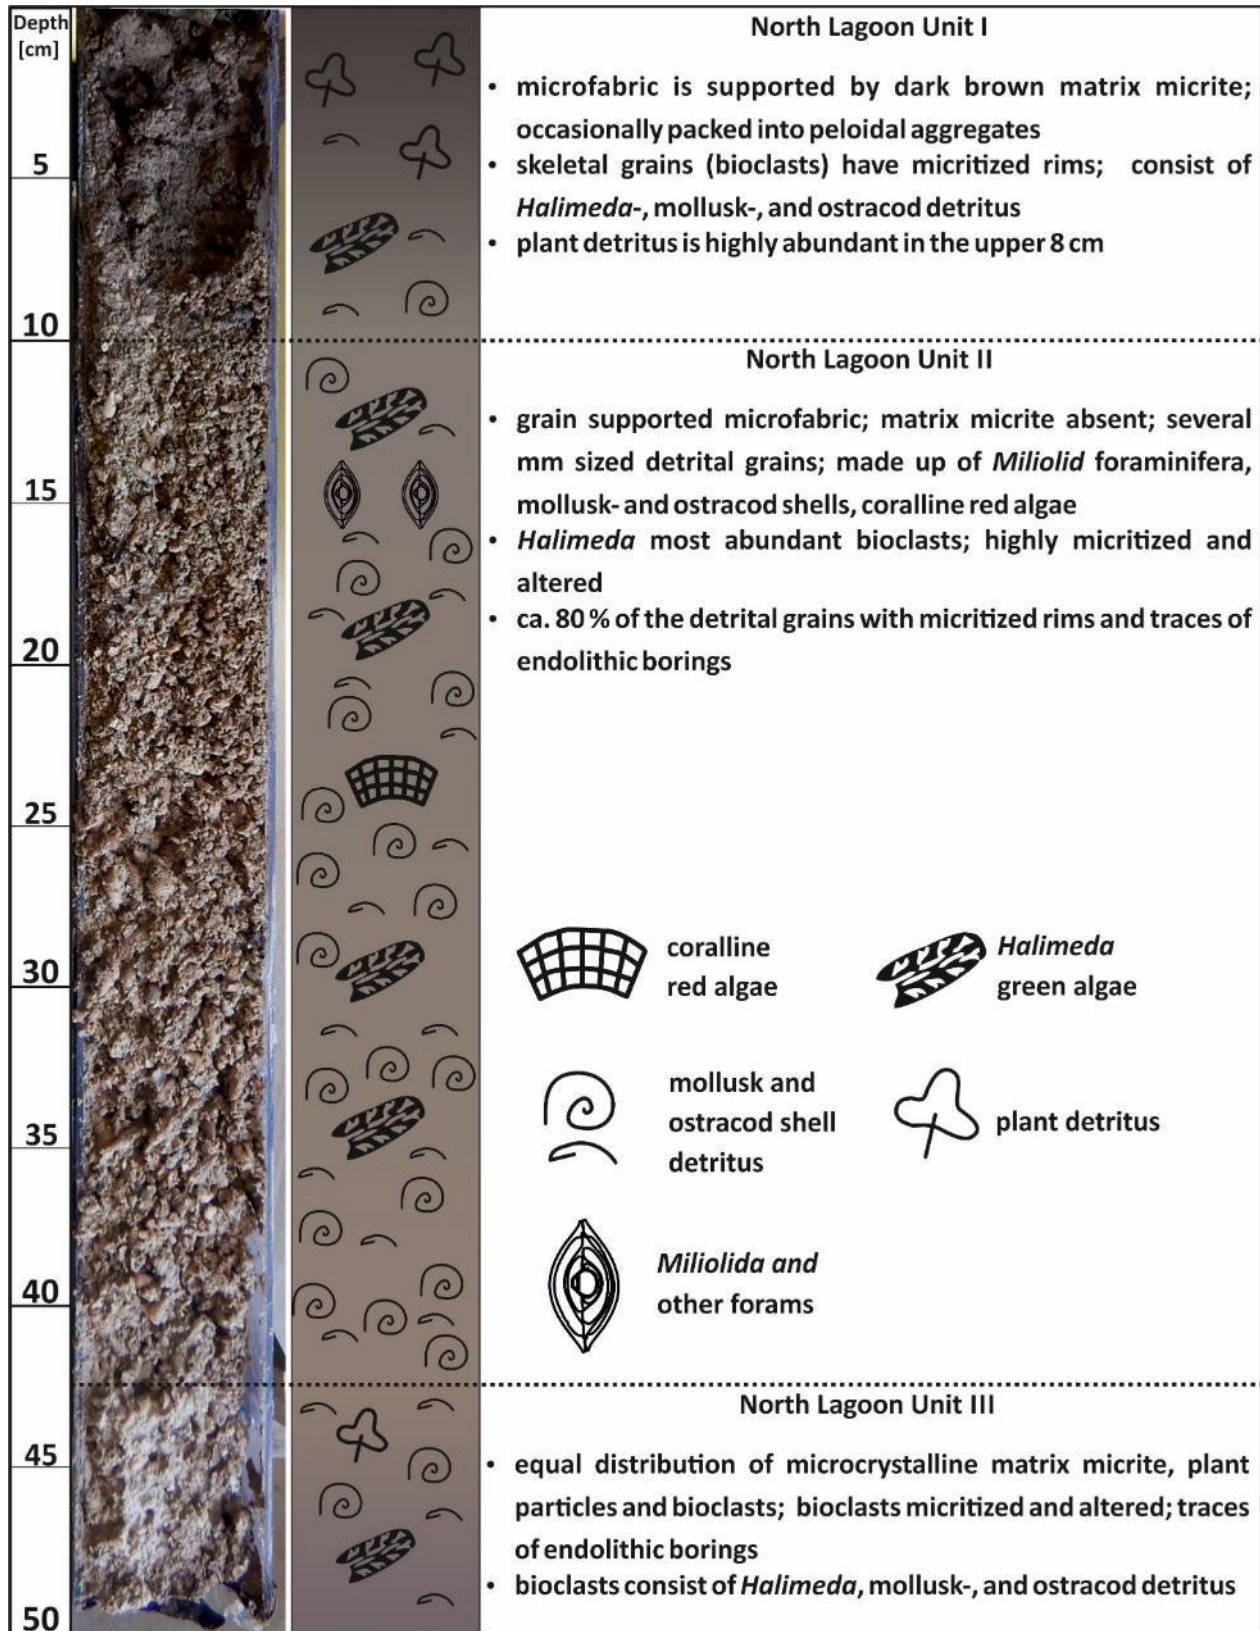 Depth
[cm]
5
10
15
20
25
30
35
40
45
50
North Lagoon Unit I
• microfabric is supported by dark brown matrix micrite;
occasionally packed into peloidal aggregates
• skeletal grains (bioclasts) have micritized rims; consist of
Halimeda-, mollusk-, and ostracod detritus
• plant detritus is highly abundant in the upper 8 cm
North Lagoon Unit II
• grain supported microfabric; matrix micrite absent; several
mm sized detrital grains; made up of Miliolid foraminifera,
mollusk- and ostracod shells, coralline red algae
• Halimeda most abundant bioclasts; highly micritized and
altered
• ca. 80 % of the detrital grains with micritized rims and traces of
endolithic borings
coralline
red algae
Halimeda
green algae
mollusk and
ostracod shell
detritus
plant detritus
Miliolida and
other forams
North Lagoon Unit III
• equal distribution of microcrystalline matrix micrite, plant
particles and bioclasts; bioclasts micritized and altered; traces
of endolithic borings
• bioclasts consist of Halimeda, mollusk-, and ostracod detritus